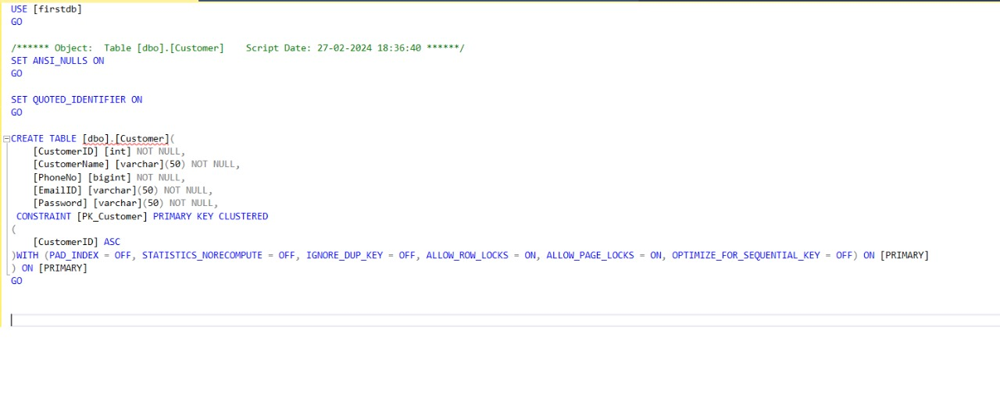 USE [firstdb]
GO
/****** Object:  Table [dbo].[Customer]    Script Date: 27-02-2024 18:36:40 ******/
SET ANSI_NULLS ON
GO
SET QUOTED_IDENTIFIER ON
GO
CREATE TABLE [dbo].[Customer](
[CustomerID] [int] NOT NULL,
[CustomerName] [varchar](50) NOT NULL,
[PhoneNo] [bigint] NOT NULL,
[EmailID] [varchar](50) NOT NULL,
[Password] [varchar](50) NOT NULL,
CONSTRAINT [PK_Customer] PRIMARY KEY CLUSTERED
(
[CustomerID] ASC
)WITH (PAD_INDEX = OFF, STATISTICS_NORECOMPUTE = OFF, IGNORE_DUP_KEY = OFF, ALLOW_ROW_LOCKS = ON, ALLOW_PAGE_LOCKS = ON, OPTIMIZE_FOR_SEQUENTIAL_KEY = OFF) ON [PRIMARY]
) ON [PRIMARY]
GO